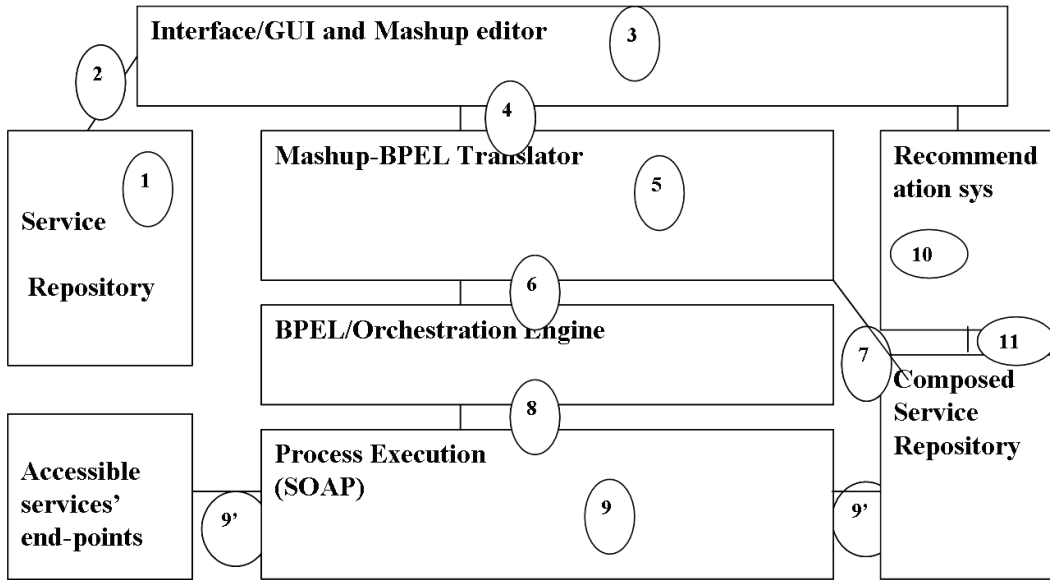 Interface/GUI and Mashup editor
3
2
4
Service
Repository
1
Mashup-BPEL Translator
5
Recommend
ation sys
10
6
BPEL/Orchestration Engine
7
11
8
Composed
Service
Repository
Accessible
services’
end-points
9’
Process Execution
(SOAP)
9
9’